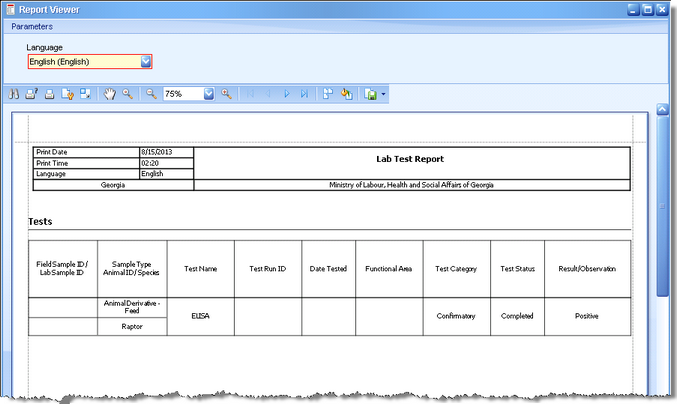 Report Viewer
Parameters
Language
English (English)
75%
Print Date 8/15/2013
Print Time 02:20
Language English
Lab Test Report
Georgia Ministry of Labour, Health and Social Affairs of Georgia
Tests
Field Sample ID / Lab Sample ID
Sample Type Animal ID / Species
Test Name
Test Run ID
Date Tested
Functional Area
Test Category
Test Status
Result/Observation
Animal Derivative - Feed
Raptor
ELISA
Confirmatory
Completed
Positive